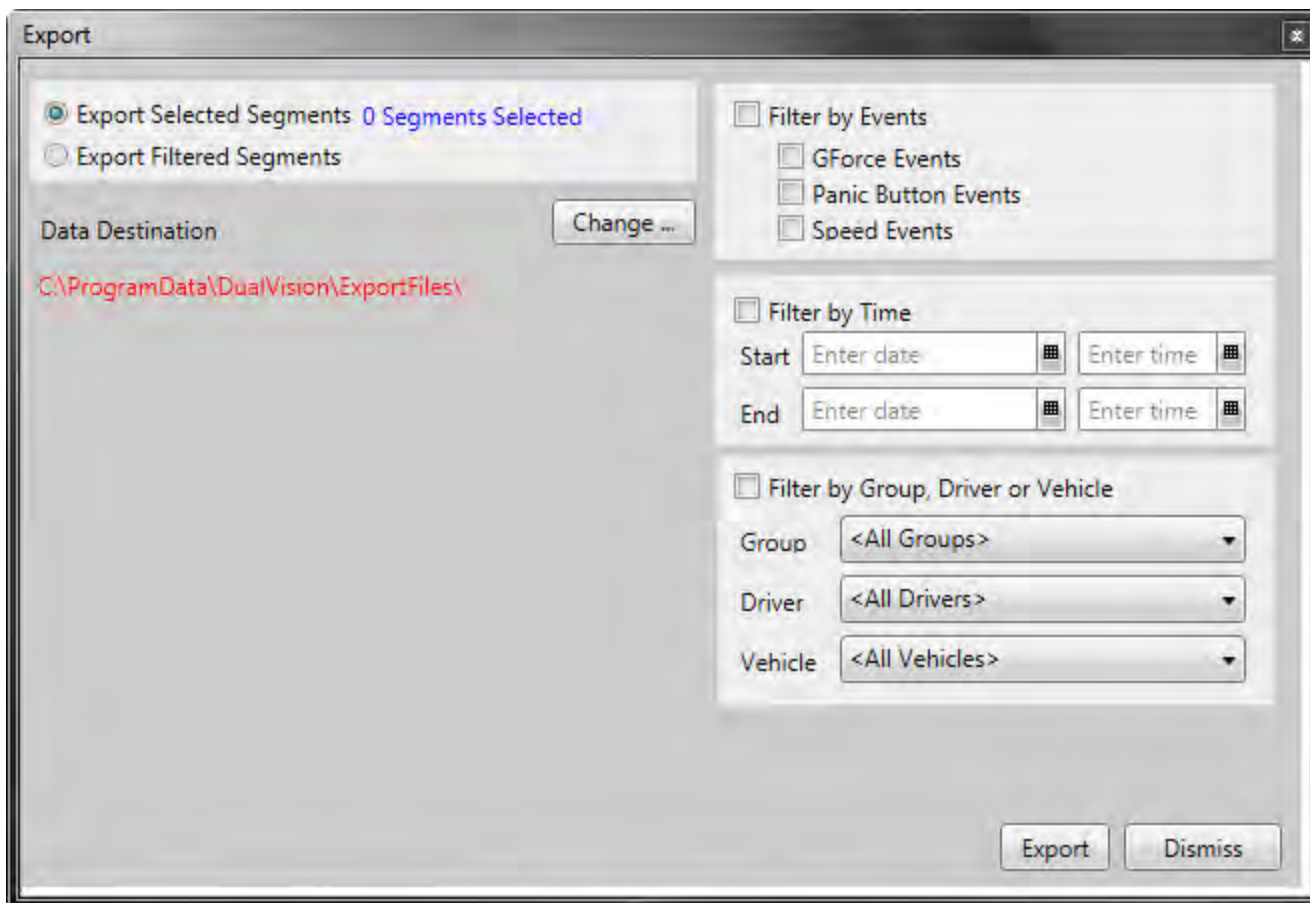 Export
Export Selected Segments 0 Segments Selected
Export Filtered Segments
Data Destination
Change ...
C:\ProgramData\DualVision\ExportFiles\
Filter by Events
GForce Events
Panic Button Events
Speed Events
Filter by Time
Start Enter date Enter time
End Enter date Enter time
Filter by Group, Driver or Vehicle
Group <All Groups>
Driver <All Drivers>
Vehicle <All Vehicles>
Export Dismiss